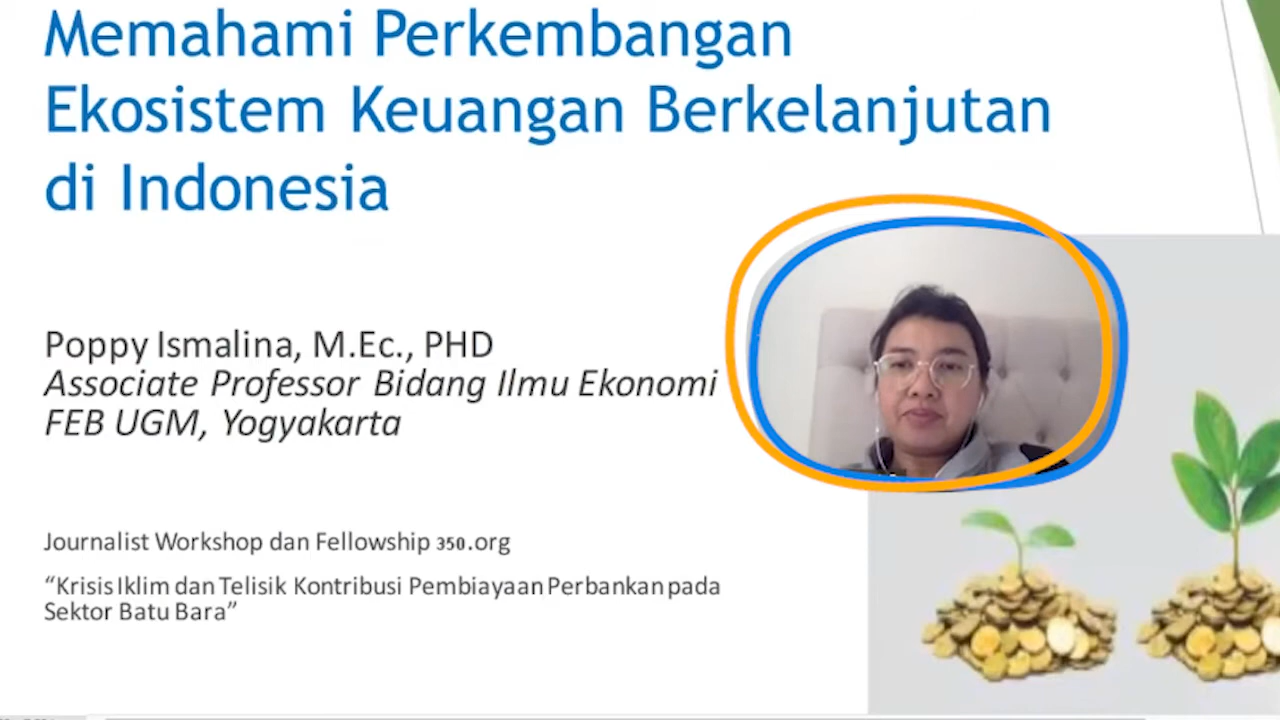 Memahami Perkembangan
Ekosistem Keuangan Berkelanjutan
di Indonesia
Poppy Ismalina, M.Ec., PHD
Associate Professor Bidang Ilmu Ekonomi
FEB UGM, Yogyakarta
Journalist Workshop dan Fellowship 350.org
“Krisis Iklim dan Telisik Kontribusi Pembiayaan Perbankan pada
Sektor Batu Bara”